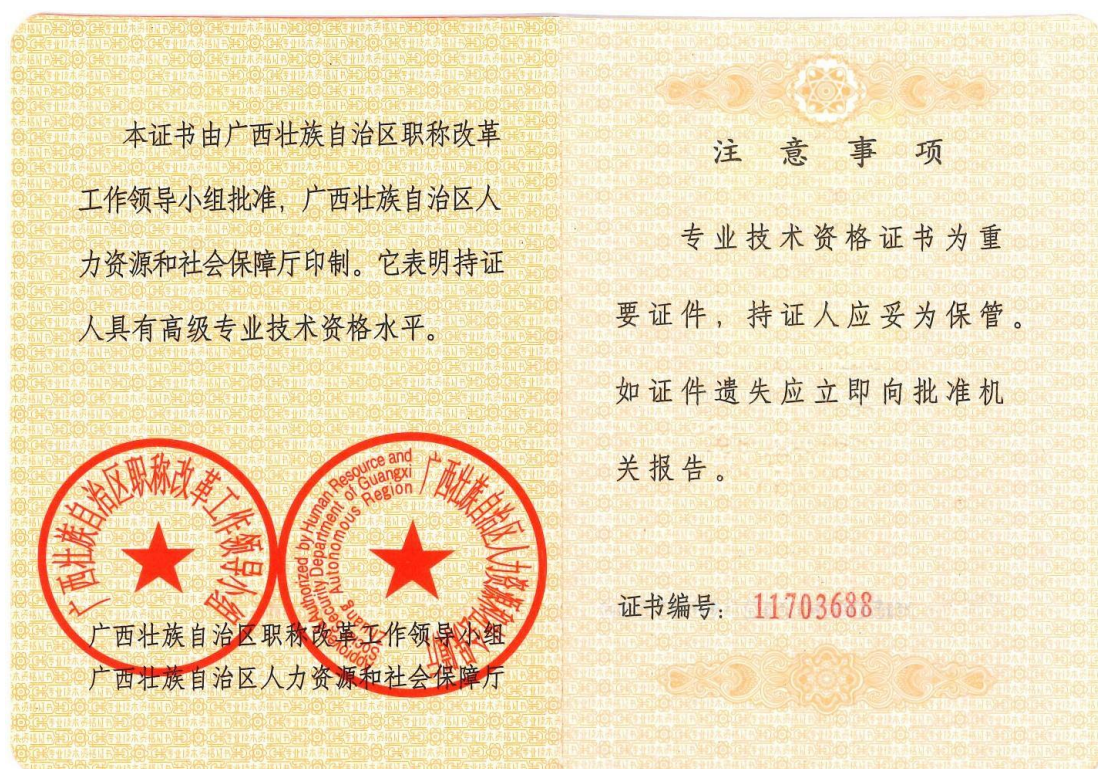 本证书由广西壮族自治区职称改革
工作领导小组批准，广西壮族自治区人
力资源和社会保障厅印制。它表明持证
人具有高级专业技术资格水平。
广西壮族自治区职称改革工作领导小组
Approved & Authorized by Human Resource and
Social Security Department of Guangxi
Zhuang Autonomous Region
广西壮族自治区人力资源和社会保障厅
广西壮族自治区职称改革工作领导小组
广西壮族自治区人力资源和社会保障厅
注意事项
专业技术资格证书为重
要证件，持证人应妥为保管。
如证件遗失应立即向批准机
关报告。
证书编号：11703688